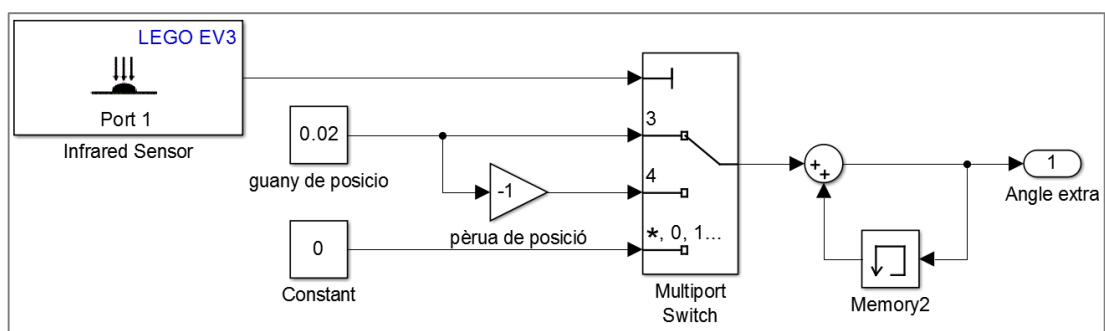 LEGO EV3
Port 1
Infrared Sensor
0.02
guany de posicio
-1
pèrua de posició
0
Constant
3
4
*, 0, 1...
Multiport
Switch
+
+
Memory2
1
Angle extra